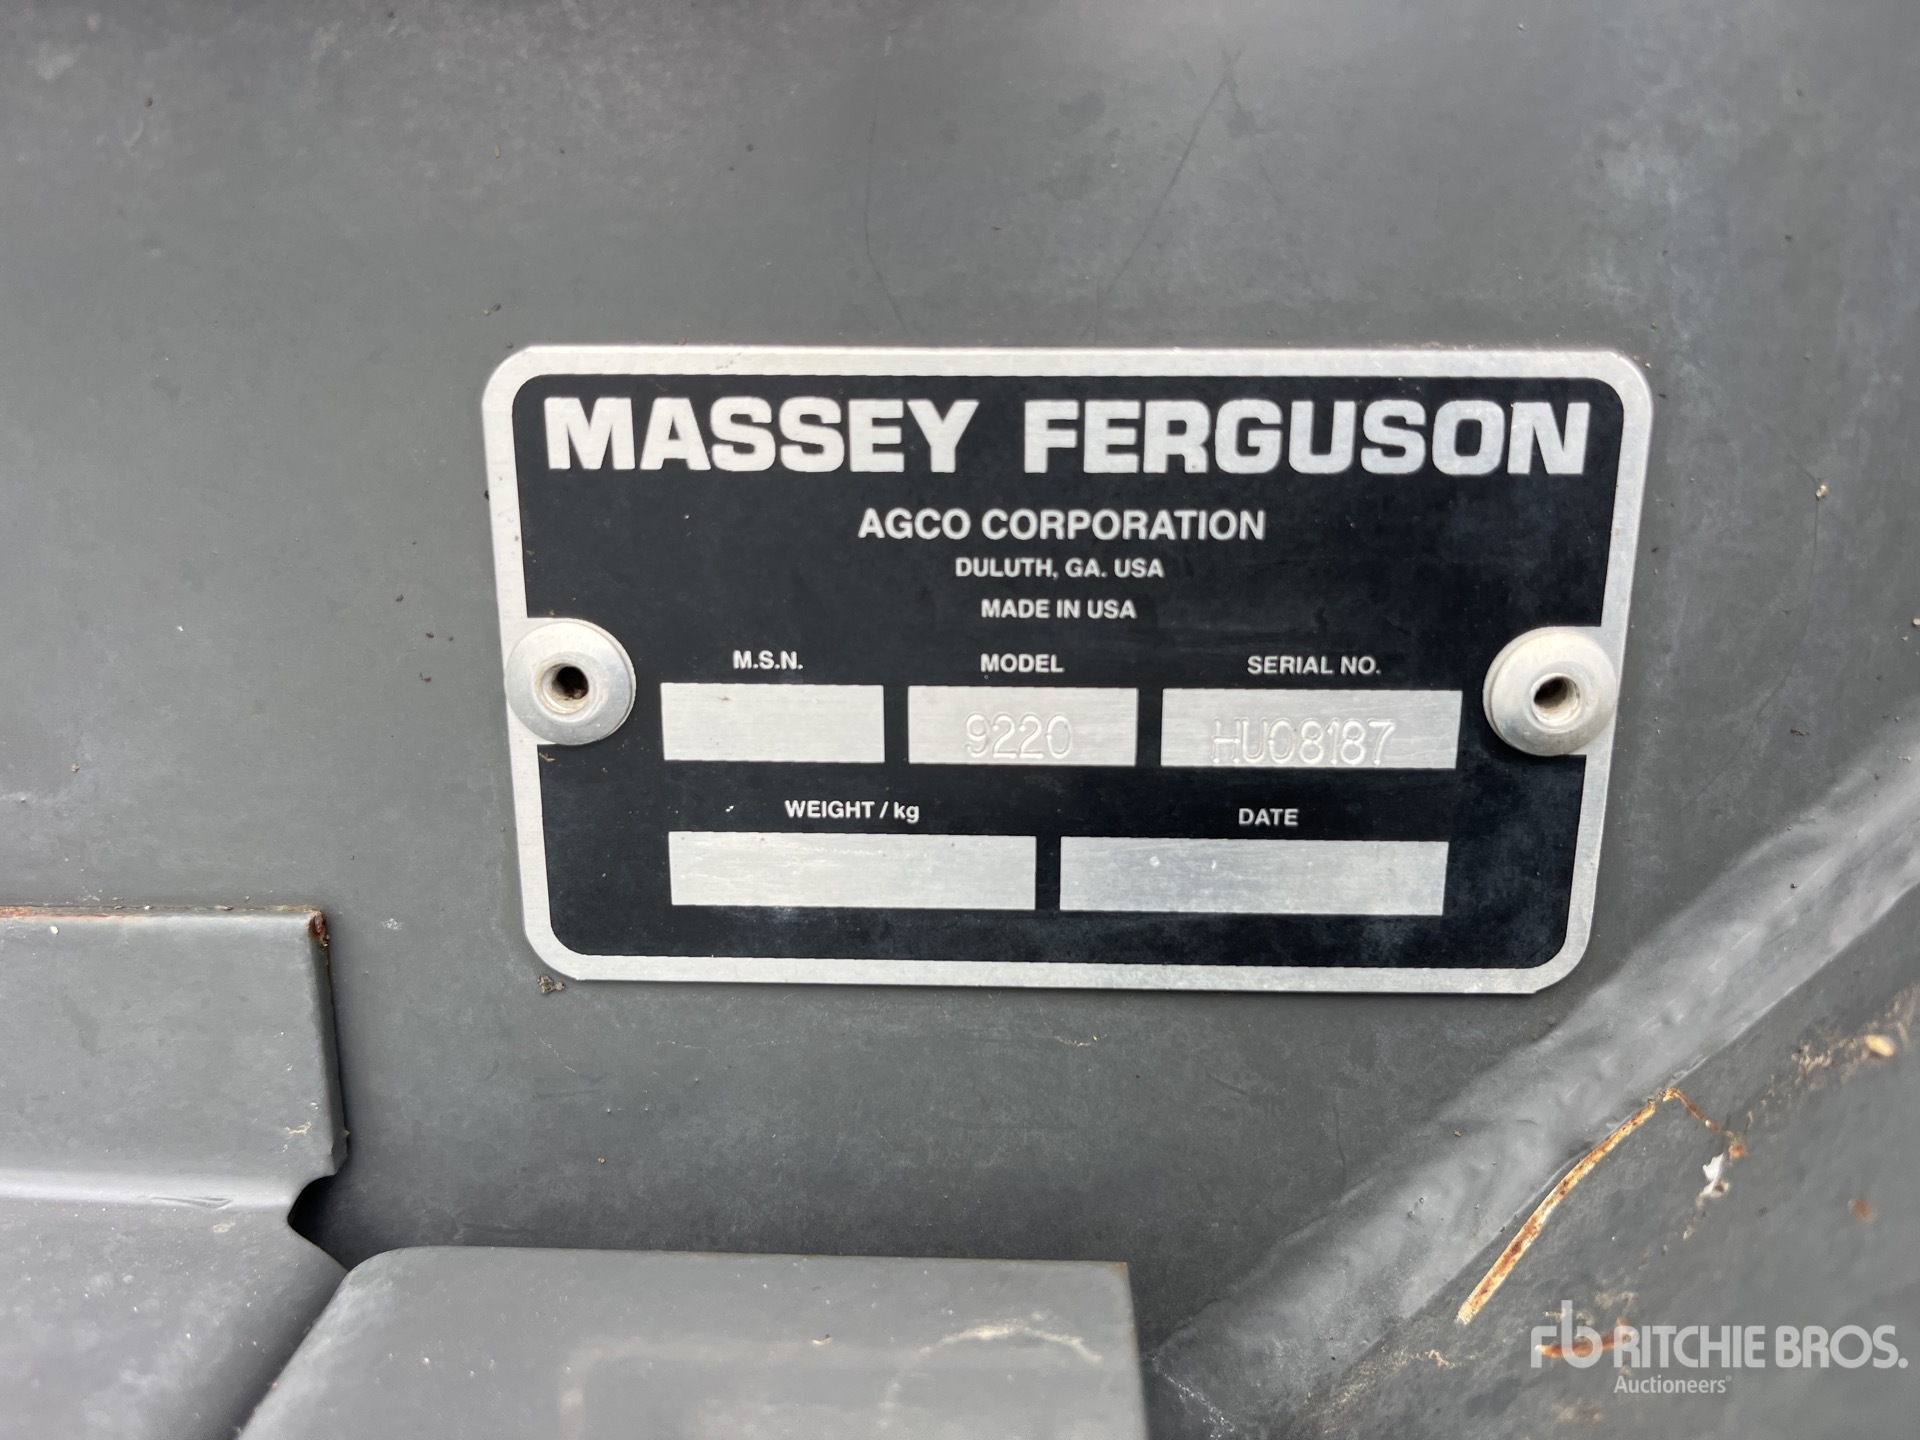 MASSEY FERGUSON
AGCO CORPORATION
DULUTH, GA. USA
MADE IN USA
M.S.N. MODEL SERIAL NO.
9220 HU08187
WEIGHT / kg DATE
rb RITCHIE BROS.
Auctioneers